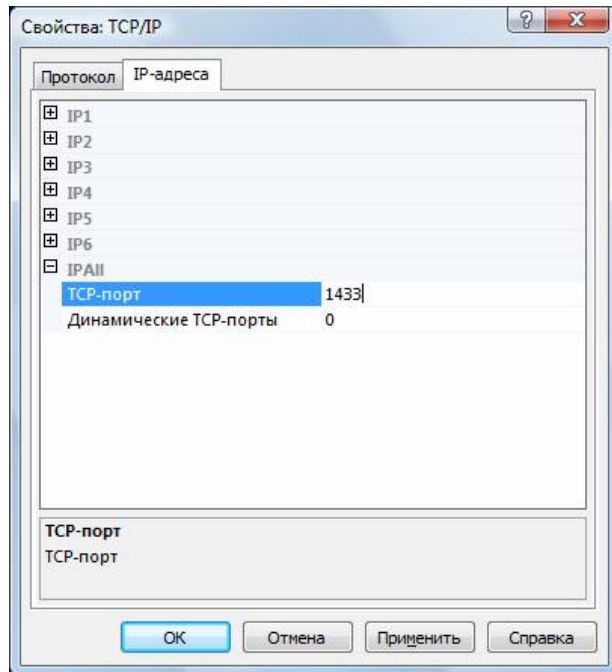 Свойства: TCP/IP
Протокол IP-адреса
IP1
IP2
IP3
IP4
IP5
IP6
IPAll
TCP-порт 1433
Динамические TCP-порты 0
TCP-порт
TCP-порт
ОК Отмена Применить Справка